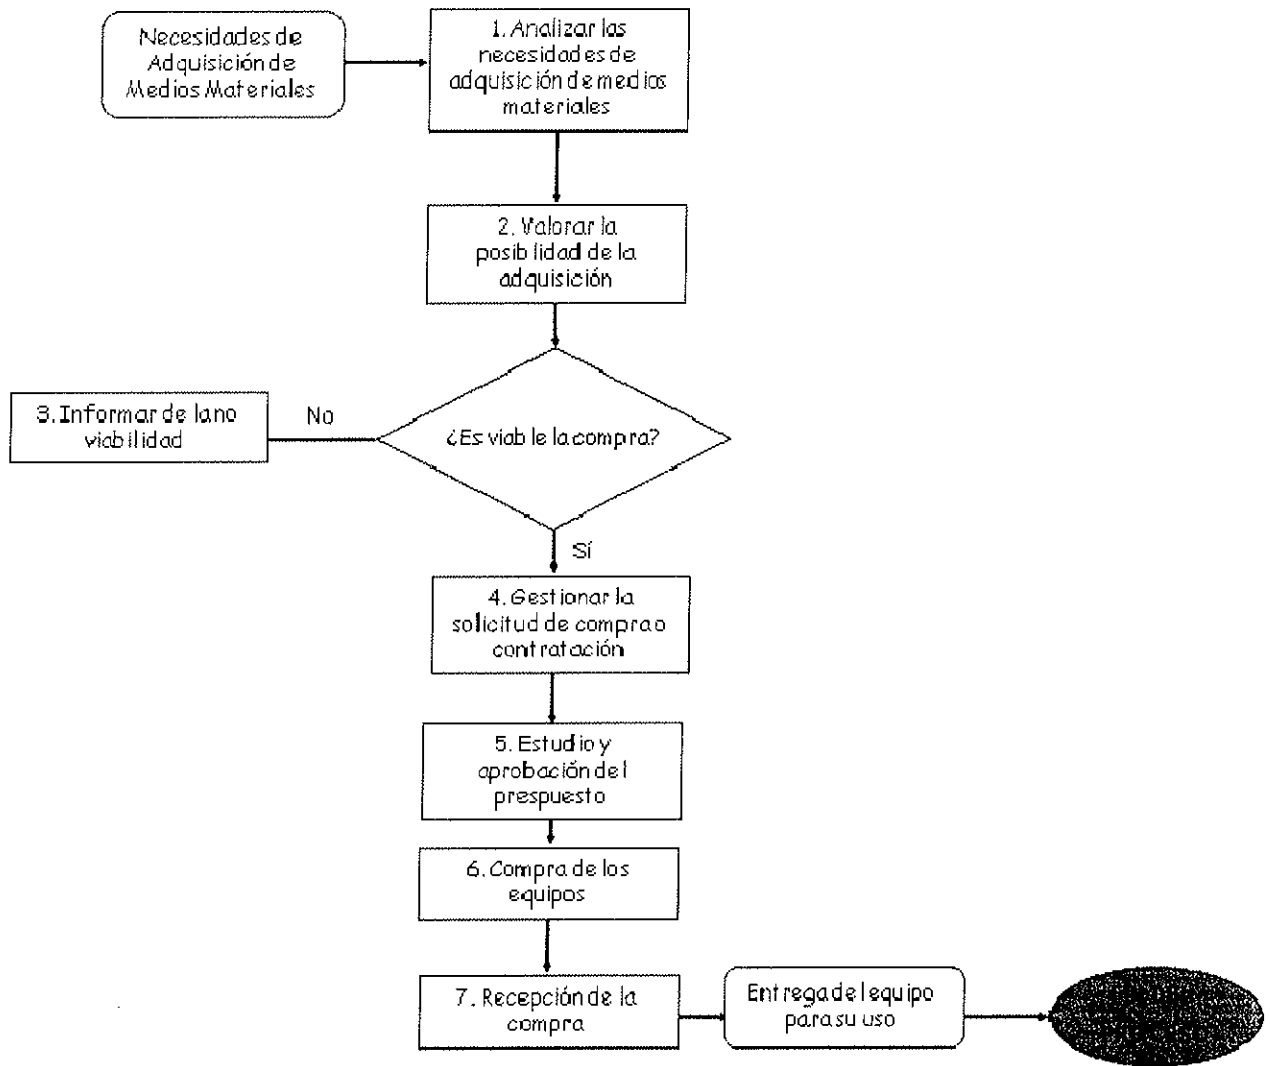 Necesidades de
Adquisición de
Medios Materiales
1. Analizar las
necesidades de
adquisición de medios
materiales
2. Valorar la
posibilidad de la
adquisición
¿Es viable la compra?
No
3. Informar de la no
viabilidad
Sí
4. Gestionar la
solicitud de compra o
contratación
5. Estudio y
aprobación del
prespuesto
6. Compra de los
equipos
7. Recepción de la
compra
Entrega del equipo
para su uso